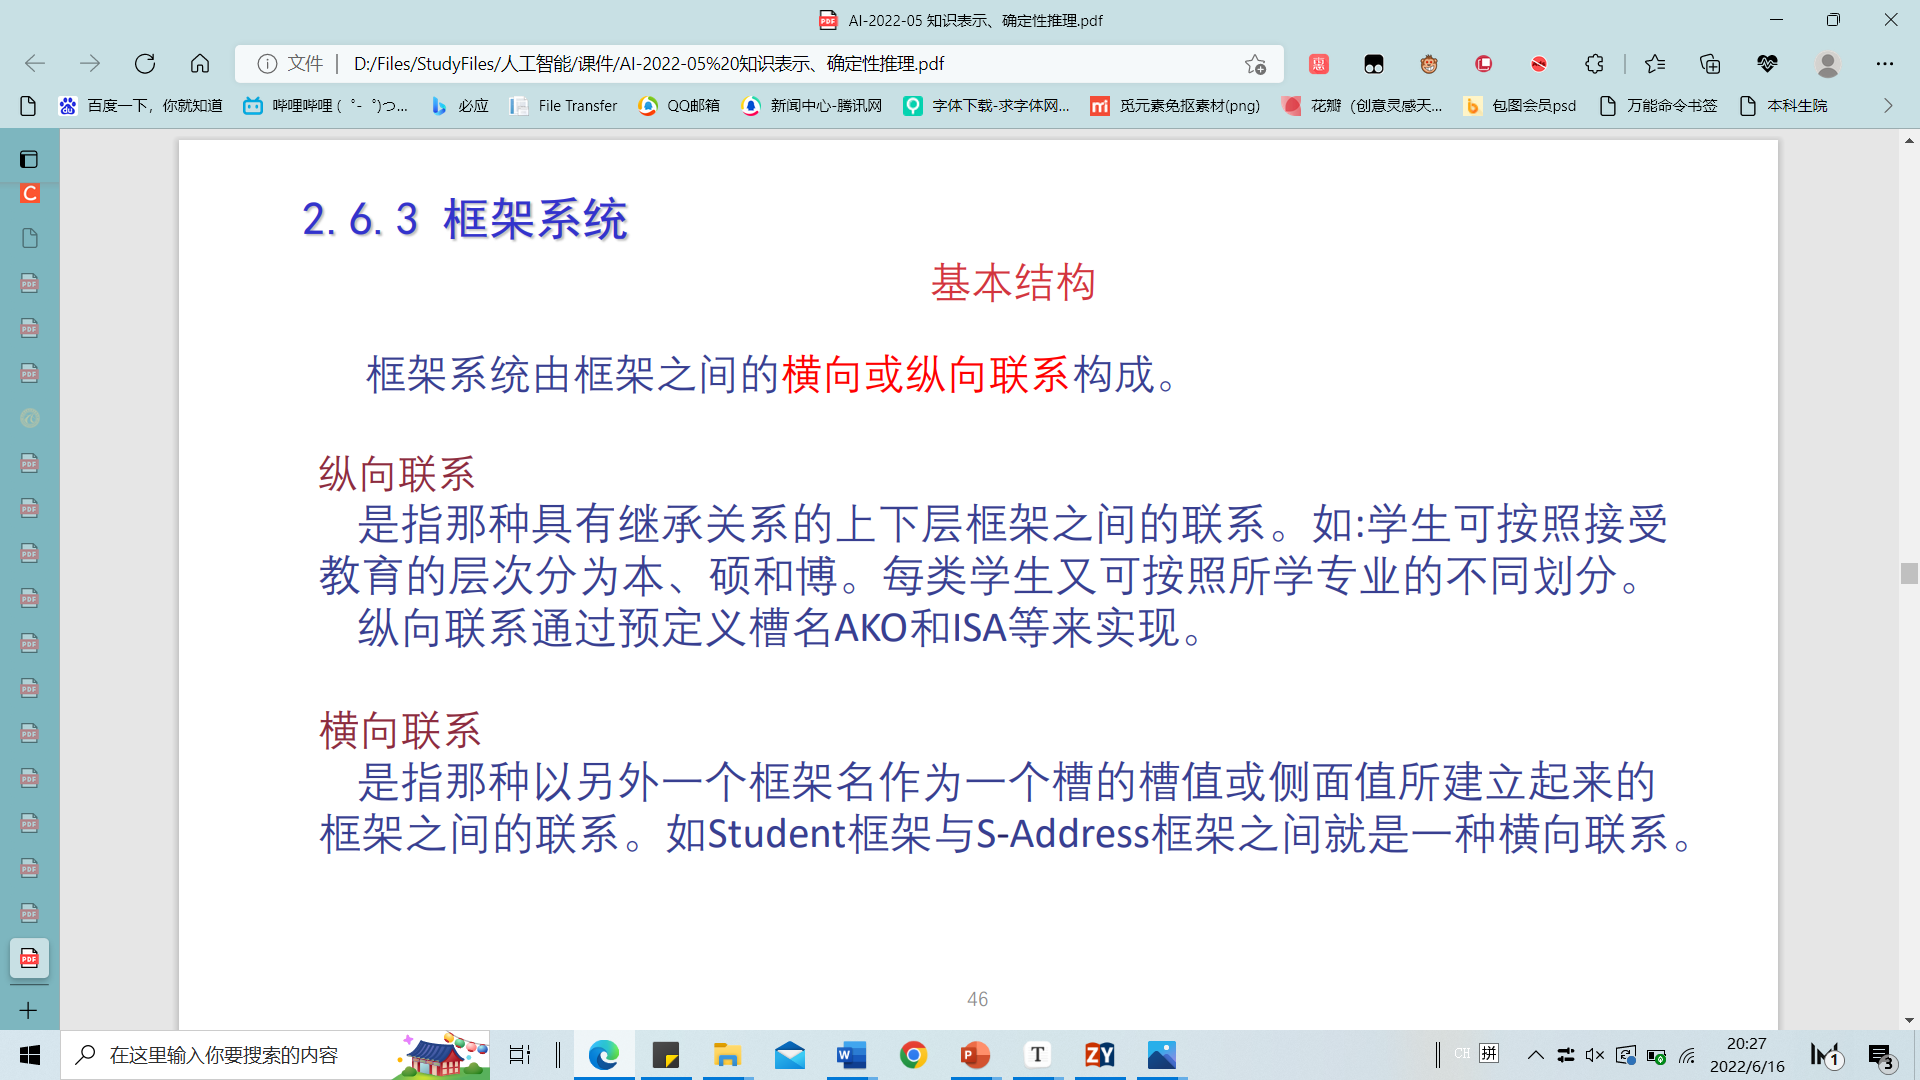 AI-2022-05 知识表示、确定性推理.pdf
文件 | D:/Files/StudyFiles/人工智能/课件/AI-2022-05%20知识表示、确定性推理.pdf
百度一下，你就知道 哔哩哔哩 (゜-゜)つ... 必应 File Transfer QQ邮箱 新闻中心-腾讯网 字体下载-求字体网... 觅元素免抠素材(png) 花瓣（创意灵感天... 包图会员psd 万能命令书签 本科生院
2.6.3 框架系统
基本结构
框架系统由框架之间的横向或纵向联系构成。
纵向联系
是指那种具有继承关系的上下层框架之间的联系。如:学生可按照接受
教育的层次分为本、硕和博。每类学生又可按照所学专业的不同划分。
纵向联系通过预定义槽名AKO和ISA等来实现。
横向联系
是指那种以另外一个框架名作为一个槽的槽值或侧面值所建立起来的
框架之间的联系。如Student框架与S-Address框架之间就是一种横向联系。
46
在这里输入你要搜索的内容
CH 拼
20:27
2022/6/16
1
3